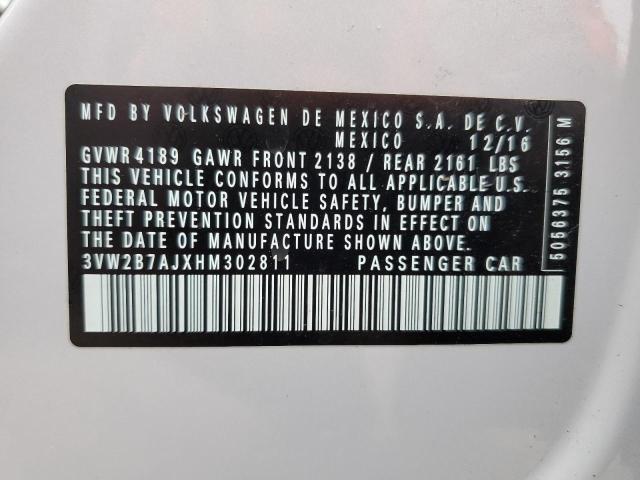 MFD BY VOLKSWAGEN DE MEXICO S.A. DE C.V.
MEXICO 12/16
GVWR 4189 GAWR FRONT 2138 / REAR 2161 LBS
THIS VEHICLE CONFORMS TO ALL APPLICABLE U.S.
FEDERAL MOTOR VEHICLE SAFETY, BUMPER AND
THEFT PREVENTION STANDARDS IN EFFECT ON
THE DATE OF MANUFACTURE SHOWN ABOVE.
3VW2B7AJXHM302811 PASSENGER CAR
5056375 3156 M